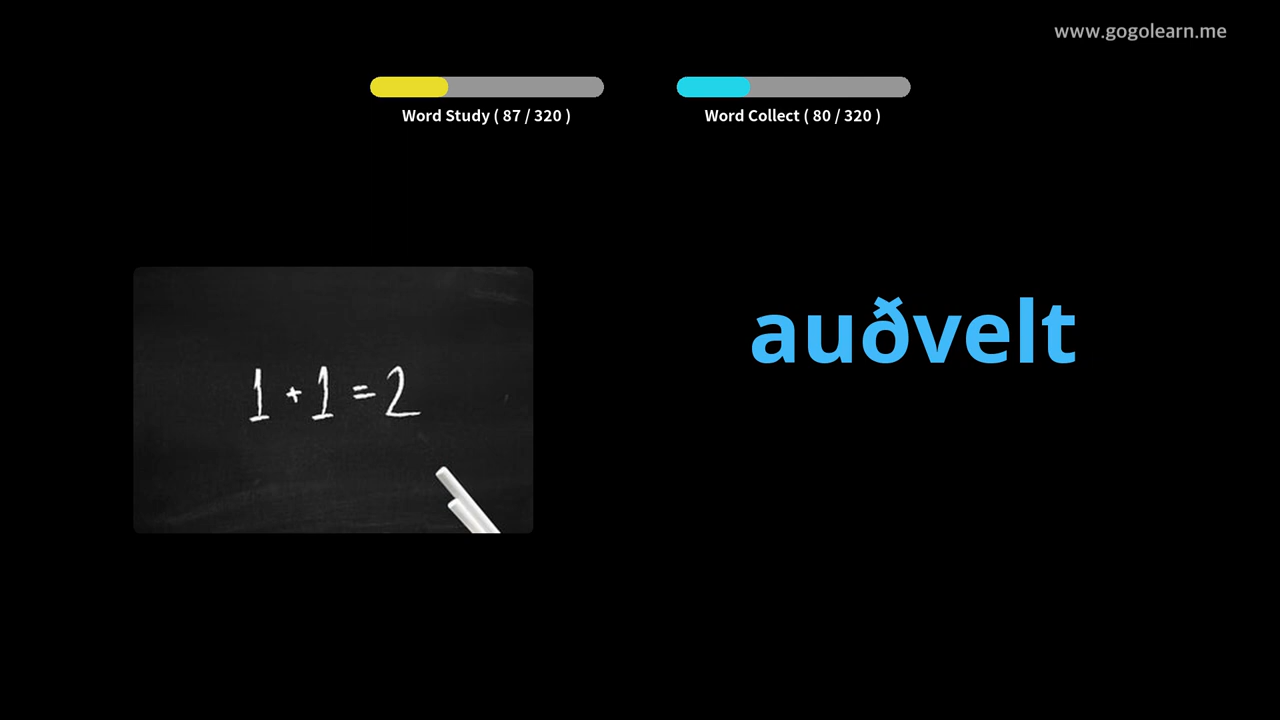 www.gogolearn.me
Word Study ( 87 / 320 )
Word Collect ( 80 / 320 )
auðvelt
1 + 1 = 2